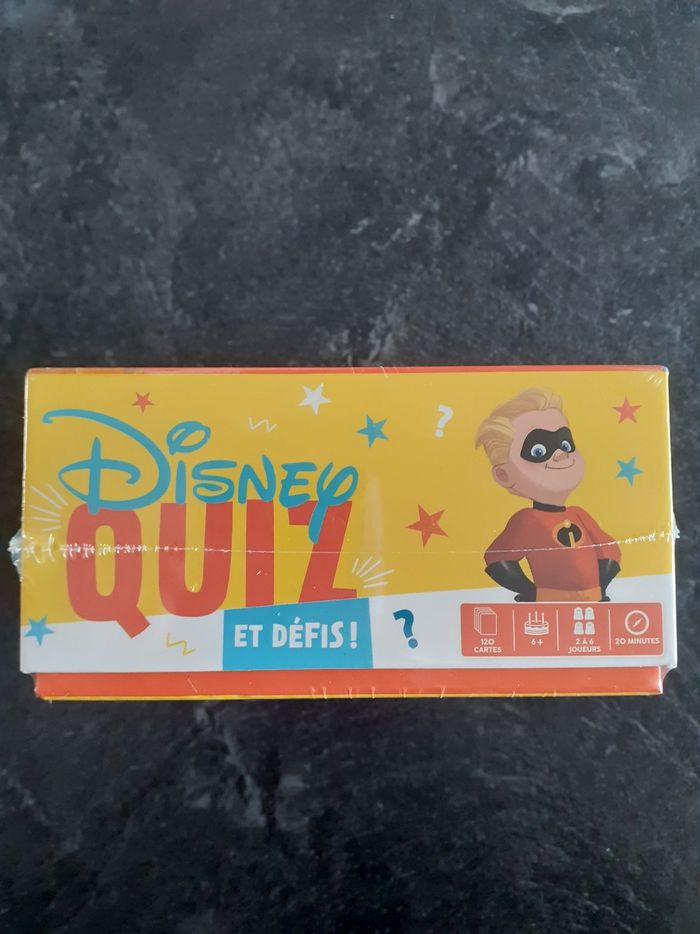 DISNEY
QUIZ
ET DÉFIS!
120
CARTES
6+
2 À 6
JOUEURS
20 MINUTES